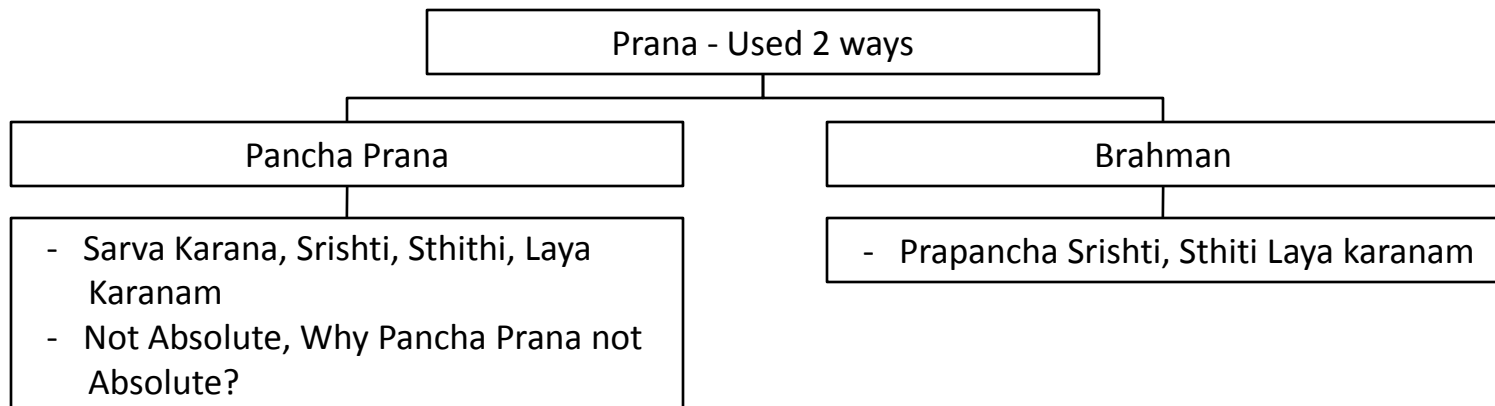 Prana - Used 2 ways
Pancha Prana
Brahman
- Sarva Karana, Srishti, Sthithi, Laya
Karanam
- Not Absolute, Why Pancha Prana not
Absolute?
- Prapancha Srishti, Sthiti Laya karanam